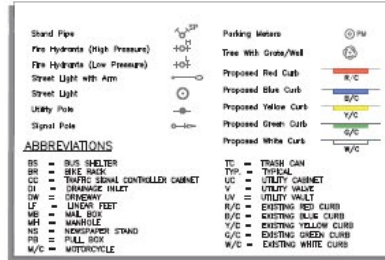 Stand Pipe SP
Fire Hydrants (High Pressure) H
Fire Hydrants (Low Pressure) L
Street Light with Arm
Street Light
Utility Pole
Signal Pole
Parking Meters PM
Tree With Grate/Well
Proposed Red Curb R/C
Proposed Blue Curb B/C
Proposed Yellow Curb Y/C
Proposed Green Curb G/C
Proposed White Curb W/C
ABBREVIATIONS
BS = BUS SHELTER
BR = BIKE RACK
CC = TRAFFIC SIGNAL CONTROLLER CABINET
DI = DRAINAGE INLET
DW = DRIVEWAY
LF = LINEAR FEET
MB = MAIL BOX
MH = MANHOLE
NS = NEWSPAPER STAND
PB = PULL BOX
M/C = MOTORCYCLE
TC = TRASH CAN
TYP. = TYPICAL
UC = UTILITY CABINET
V = UTILITY VALVE
UV = UTILITY VAULT
R/C = EXISTING RED CURB
B/C = EXISTING BLUE CURB
Y/C = EXISTING YELLOW CURB
G/C = EXISTING GREEN CURB
W/C = EXISTING WHITE CURB